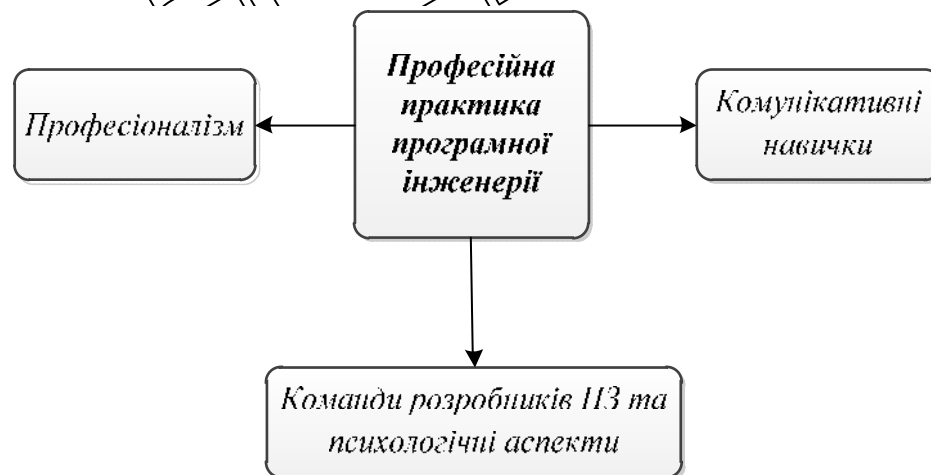 Професійна
практика
програмної
інженерії
Професіоналізм
Комунікативні
навички
Команди розробників ПЗ та
психологічні аспекти